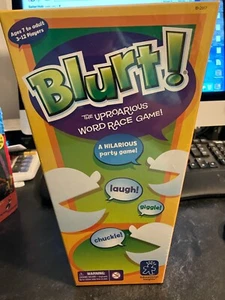 Ages 7 to adult
3-12 Players
Blurt!
THE UPROARIOUS
WORD RACE GAME!
A HILARIOUS
party game!
laugh!
giggle!
chuckle!
WARNING: